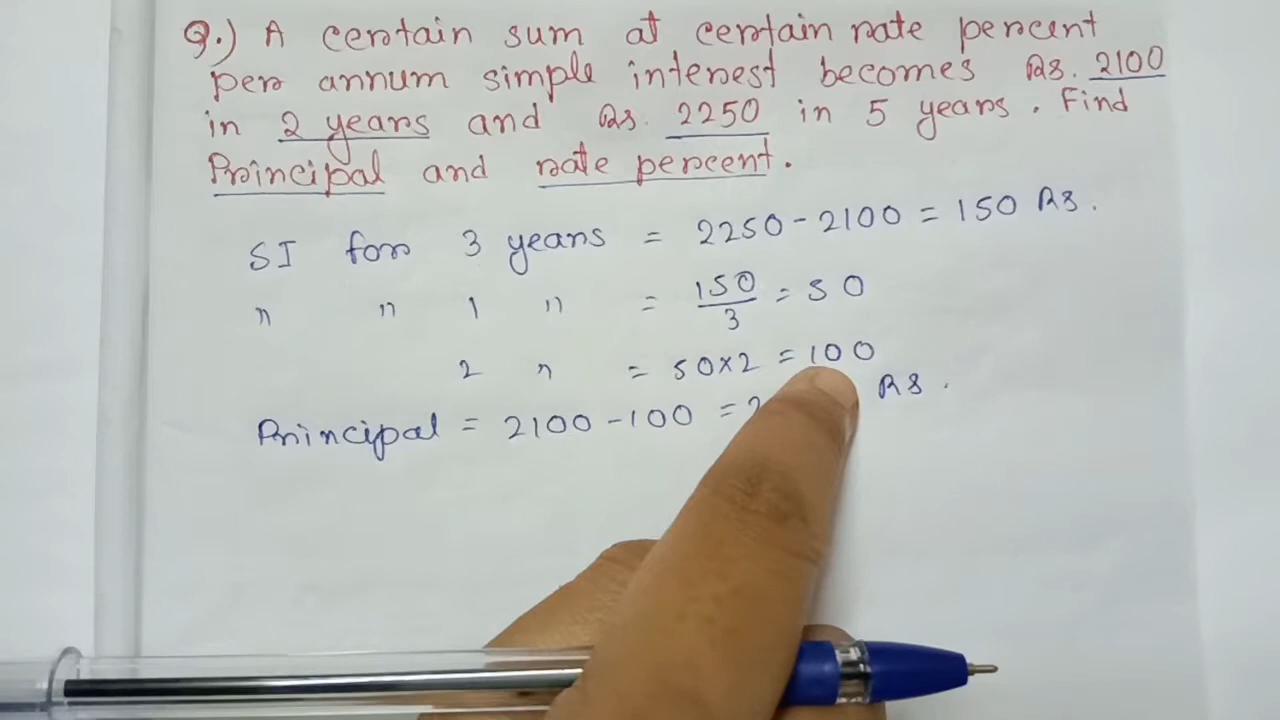 Q.) A certain sum at certain rate percent
per annum simple interest becomes Rs. 2100
in 2 years and Rs. 2250 in 5 years. Find
Principal and rate percent.
SI for 3 years = 2250-2100 = 150 RS.
" " 1 " = 150/3 = 50
2 " = 50×2 = 100
Principal = 2100-100 = 2 RS.